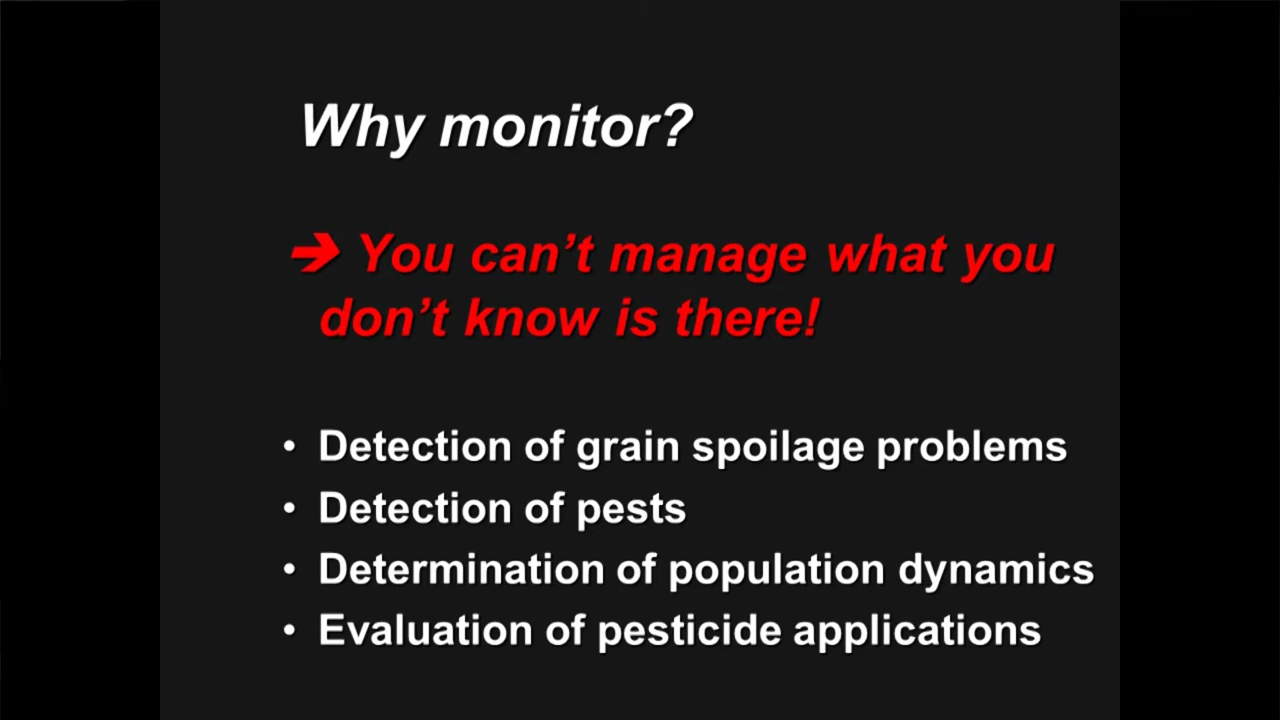 Why monitor?
➔ You can’t manage what you
don’t know is there!
• Detection of grain spoilage problems
• Detection of pests
• Determination of population dynamics
• Evaluation of pesticide applications